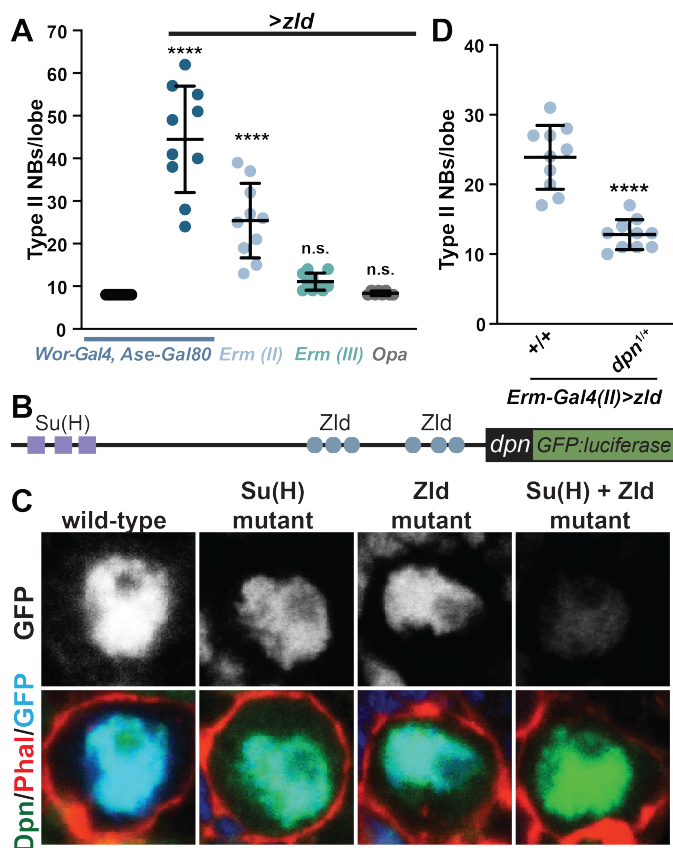 A
>zld
****
****
n.s.
n.s.
Type II NBs/lobe
70
60
50
40
30
20
10
0
Wor-Gal4, Ase-Gal80 Erm (II) Erm (III) Opa
D
Type II NBs/lobe
40
30
20
10
0
****
+/+
dpn1/+
Erm-Gal4(II)>zld
B
Su(H) Zld Zld
dpn GFP:luciferase
C
wild-type
Su(H)
mutant
Zld
mutant
Su(H) + Zld
mutant
GFP
Dpn/Phal/GFP